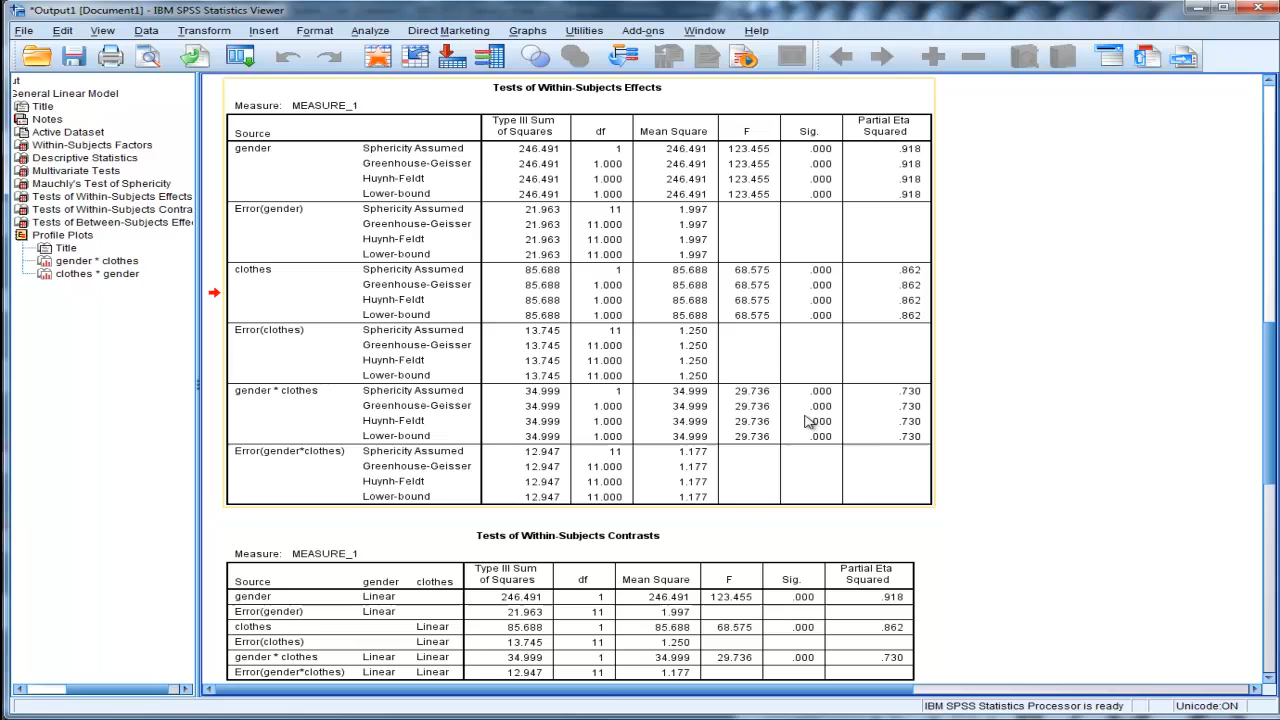 *Output1 [Document1] - IBM SPSS Statistics Viewer
File Edit View Data Transform Insert Format Analyze Direct Marketing Graphs Utilities Add-ons Window Help
ut
General Linear Model
Title
Notes
Active Dataset
Within-Subjects Factors
Descriptive Statistics
Multivariate Tests
Mauchly's Test of Sphericity
Tests of Within-Subjects Effects
Tests of Within-Subjects Contra
Tests of Between-Subjects Effe
Profile Plots
Title
gender * clothes
clothes * gender
Tests of Within-Subjects Effects
Measure: MEASURE_1
Source Type III Sum of Squares df Mean Square F Sig. Partial Eta Squared
gender Sphericity Assumed 246.491 1 246.491 123.455 .000 .918
Greenhouse-Geisser 246.491 1.000 246.491 123.455 .000 .918
Huynh-Feldt 246.491 1.000 246.491 123.455 .000 .918
Lower-bound 246.491 1.000 246.491 123.455 .000 .918
Error(gender) Sphericity Assumed 21.963 11 1.997
Greenhouse-Geisser 21.963 11.000 1.997
Huynh-Feldt 21.963 11.000 1.997
Lower-bound 21.963 11.000 1.997
clothes Sphericity Assumed 85.688 1 85.688 68.575 .000 .862
Greenhouse-Geisser 85.688 1.000 85.688 68.575 .000 .862
Huynh-Feldt 85.688 1.000 85.688 68.575 .000 .862
Lower-bound 85.688 1.000 85.688 68.575 .000 .862
Error(clothes) Sphericity Assumed 13.745 11 1.250
Greenhouse-Geisser 13.745 11.000 1.250
Huynh-Feldt 13.745 11.000 1.250
Lower-bound 13.745 11.000 1.250
gender * clothes Sphericity Assumed 34.999 1 34.999 29.736 .000 .730
Greenhouse-Geisser 34.999 1.000 34.999 29.736 .000 .730
Huynh-Feldt 34.999 1.000 34.999 29.736 .000 .730
Lower-bound 34.999 1.000 34.999 29.736 .000 .730
Error(gender*clothes) Sphericity Assumed 12.947 11 1.177
Greenhouse-Geisser 12.947 11.000 1.177
Huynh-Feldt 12.947 11.000 1.177
Lower-bound 12.947 11.000 1.177
Tests of Within-Subjects Contrasts
Measure: MEASURE_1
Source gender clothes Type III Sum of Squares df Mean Square F Sig. Partial Eta Squared
gender Linear 246.491 1 246.491 123.455 .000 .918
Error(gender) Linear 21.963 11 1.997
clothes Linear 85.688 1 85.688 68.575 .000 .862
Error(clothes) Linear 13.745 11 1.250
gender * clothes Linear Linear 34.999 1 34.999 29.736 .000 .730
Error(gender*clothes) Linear Linear 12.947 11 1.177
IBM SPSS Statistics Processor is ready Unicode:ON